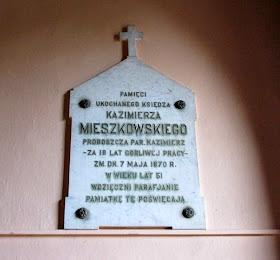 PAMIĘCI
UKOCHANEGO KSIĘDZA
KAZIMIERZA
MIESZKOWSKIEGO
PROBOSZCZA PAR. KAZIMIERZ
-ZA 18 LAT GORLIWEJ PRACY-
ZM. DN. 7 MAJA 1870 R.
W WIEKU LAT 51
WDZIĘCZNI PARAFJANIE
PAMIĄTKĘ TĘ POŚWIĘCAJĄ